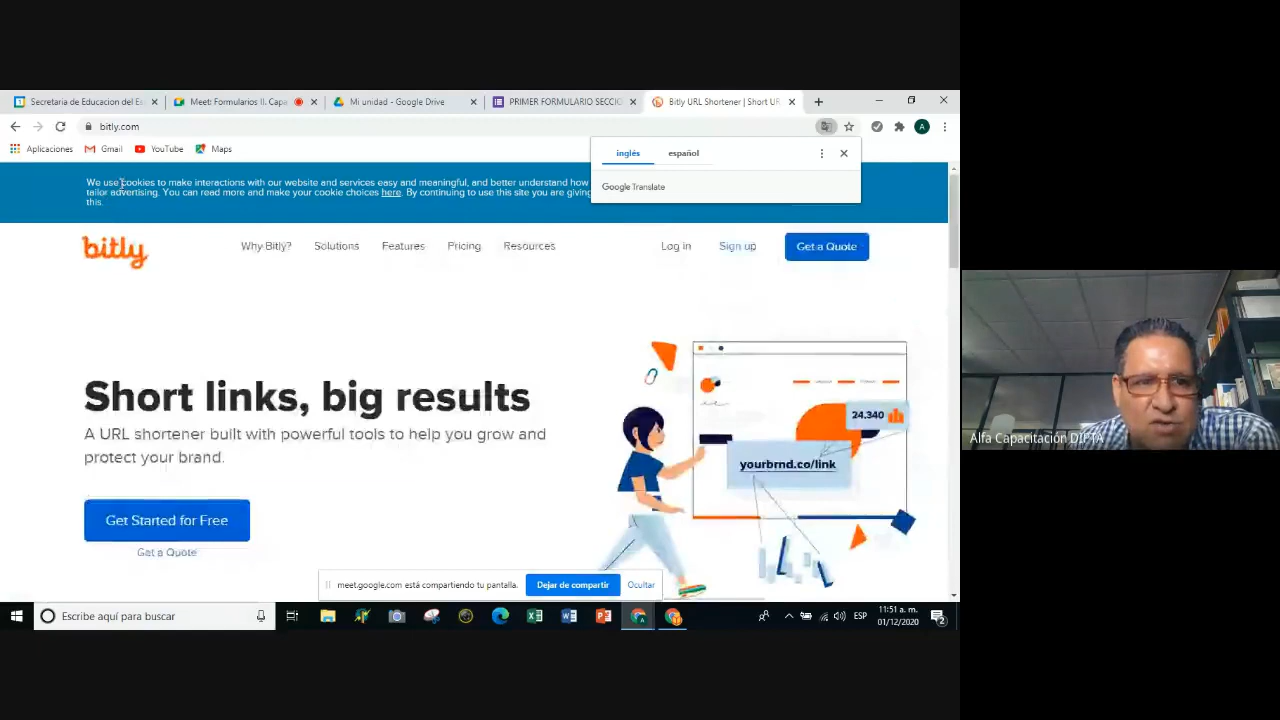 Secretaria de Educacion del Es
Meet: Formularios II. Capa
Mi unidad - Google Drive
PRIMER FORMULARIO SECCIO
Bitly URL Shortener | Short UR
bitly.com
Aplicaciones
Gmail
YouTube
Maps
inglés
español
Google Translate
We use cookies to make interactions with our website and services easy and meaningful, and better understand how
tailor advertising. You can read more and make your cookie choices here. By continuing to use this site you are giving
this.
bitly
Why Bitly?
Solutions
Features
Pricing
Resources
Log in
Sign up
Get a Quote
24.340
yourbrnd.co/link
Short links, big results
A URL shortener built with powerful tools to help you grow and
protect your brand.
Get Started for Free
Get a Quote
meet.google.com está compartiendo tu pantalla.
Dejar de compartir
Ocultar
Escribe aquí para buscar
ESP
11:51 a. m.
01/12/2020
2
Alfa Capacitación DIFTA